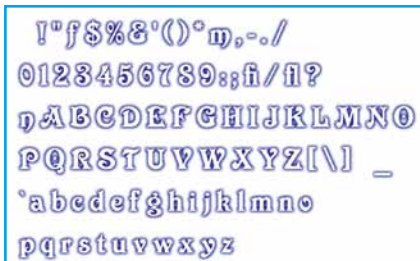 !"ƒ$%&'()*ɱ,-./
0123456789:;fi/fl?
ŋABCDEFGHIJKLMNO
PQRSTUVWXYZ[\] _
`abcdefghijklmno
pqrstuvwxyz